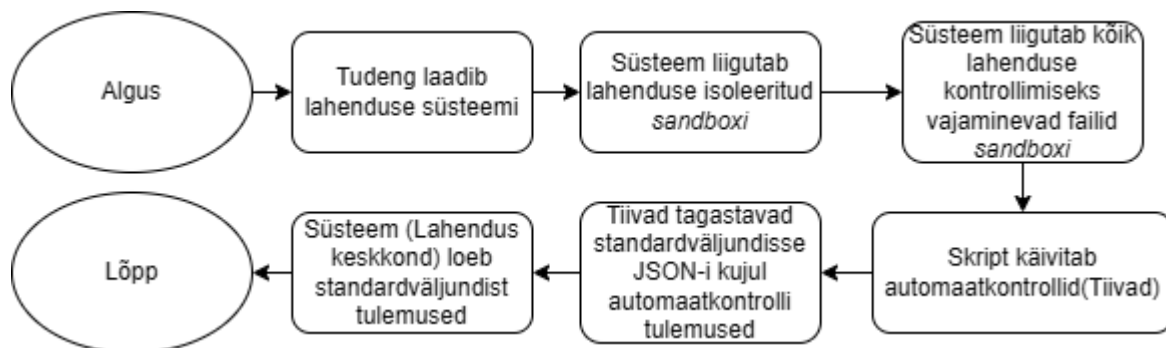 Algus
Tudeng laadib
lahenduse süsteemi
Süsteem liigutab
lahenduse isoleeritud
sandboxi
Süsteem liigutab kõik
lahenduse
kontrollimiseks
vajaminevad failid
sandboxi
Skript käivitab
automaatkontrollid(Tiivad)
Tiivad tagastavad
standardväljundisse
JSON-i kujul
automaatkontrolli
tulemused
Süsteem (Lahendus
keskkond) loeb
standardväljundist
tulemused
Lõpp